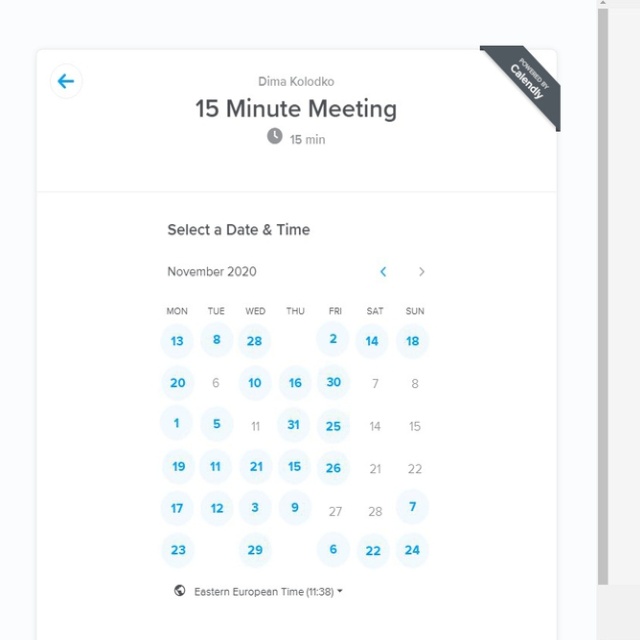 Dima Kolodko
POWERED BY
Calendly
15 Minute Meeting
15 min
Select a Date & Time
November 2020
MON TUE WED THU FRI SAT SUN
13 8 28 2 14 18
20 6 10 16 30 7 8
1 5 11 31 25 14 15
19 11 21 15 26 21 22
17 12 3 9 27 28 7
23 29 6 22 24
Eastern European Time (11:38)